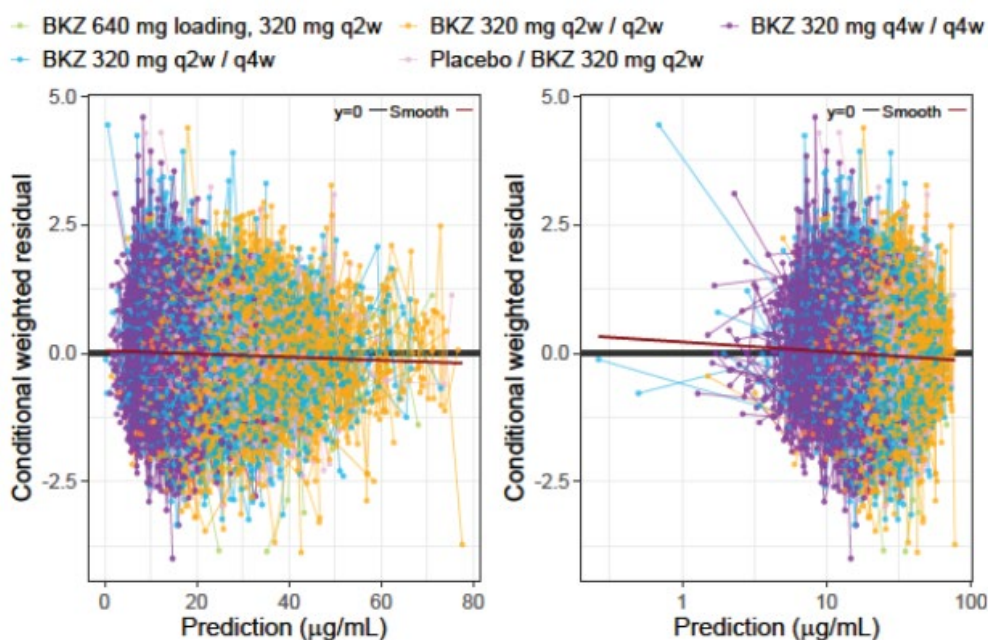 BKZ 640 mg loading, 320 mg q2w BKZ 320 mg q2w / q2w BKZ 320 mg q4w / q4w
BKZ 320 mg q2w / q4w Placebo / BKZ 320 mg q2w
y=0 Smooth
5.0
2.5
0.0
-2.5
Conditional weighted residual
0 20 40 60 80
Prediction (μg/mL)
y=0 Smooth
5.0
2.5
0.0
-2.5
Conditional weighted residual
1 10 100
Prediction (μg/mL)